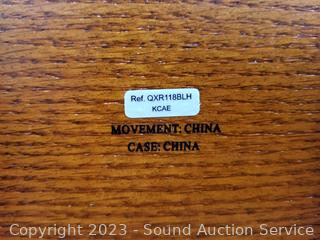 Ref. QXR118BLH
KCAE
MOVEMENT: CHINA
CASE: CHINA
Copyright 2023 - Sound Auction Service